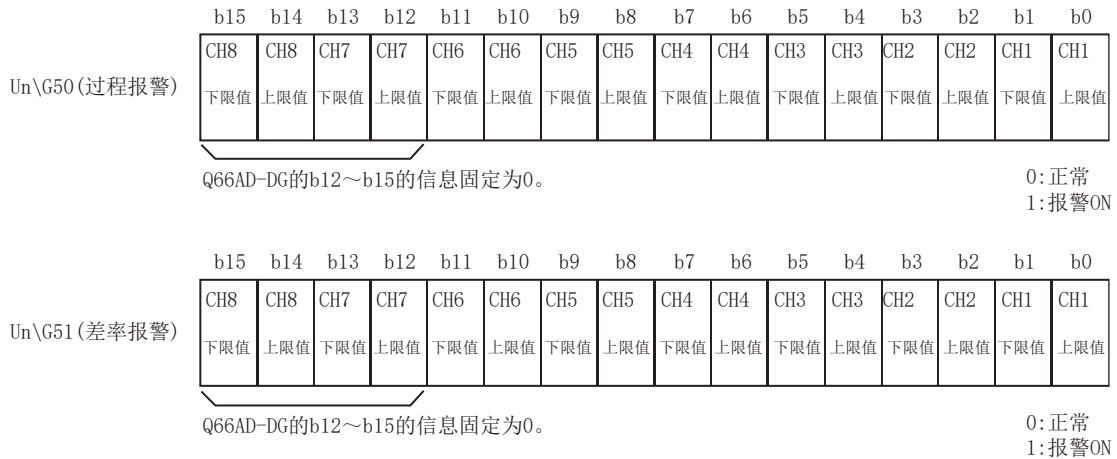 b15 b14 b13 b12 b11 b10 b9 b8 b7 b6 b5 b4 b3 b2 b1 b0
CH8 CH8 CH7 CH7 CH6 CH6 CH5 CH5 CH4 CH4 CH3 CH3 CH2 CH2 CH1 CH1
Un\G50(过程报警)
下限值 上限值 下限值 上限值 下限值 上限值 下限值 上限值 下限值 上限值 下限值 上限值 下限值 上限值 下限值 上限值
Q66AD-DG的b12～b15的信息固定为0。
0:正常
1:报警ON
b15 b14 b13 b12 b11 b10 b9 b8 b7 b6 b5 b4 b3 b2 b1 b0
CH8 CH8 CH7 CH7 CH6 CH6 CH5 CH5 CH4 CH4 CH3 CH3 CH2 CH2 CH1 CH1
Un\G51(差率报警)
下限值 上限值 下限值 上限值 下限值 上限值 下限值 上限值 下限值 上限值 下限值 上限值 下限值 上限值 下限值 上限值
Q66AD-DG的b12～b15的信息固定为0。
0:正常
1:报警ON